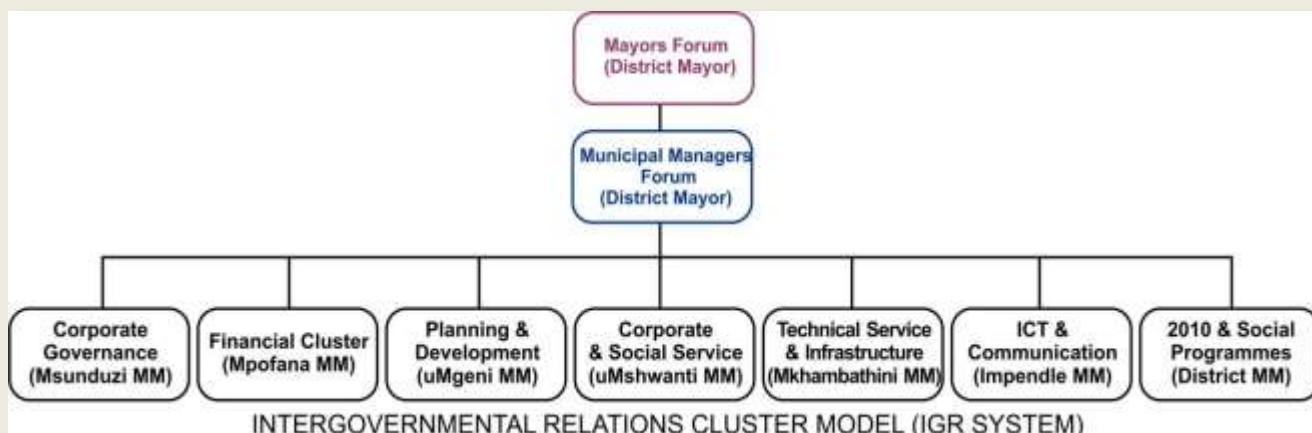 Mayors Forum
(District Mayor)
Municipal Managers
Forum
(District Mayor)
Corporate
Governance
(Msunduzi MM)
Financial Cluster
(Mpofana MM)
Planning &
Development
(uMgeni MM)
Corporate
& Social Service
(uMshwanti MM)
Technical Service
& Infrastructure
(Mkhambathini MM)
ICT &
Communication
(Impendle MM)
2010 & Social
Programmes
(District MM)
INTERGOVERNMENTAL RELATIONS CLUSTER MODEL (IGR SYSTEM)